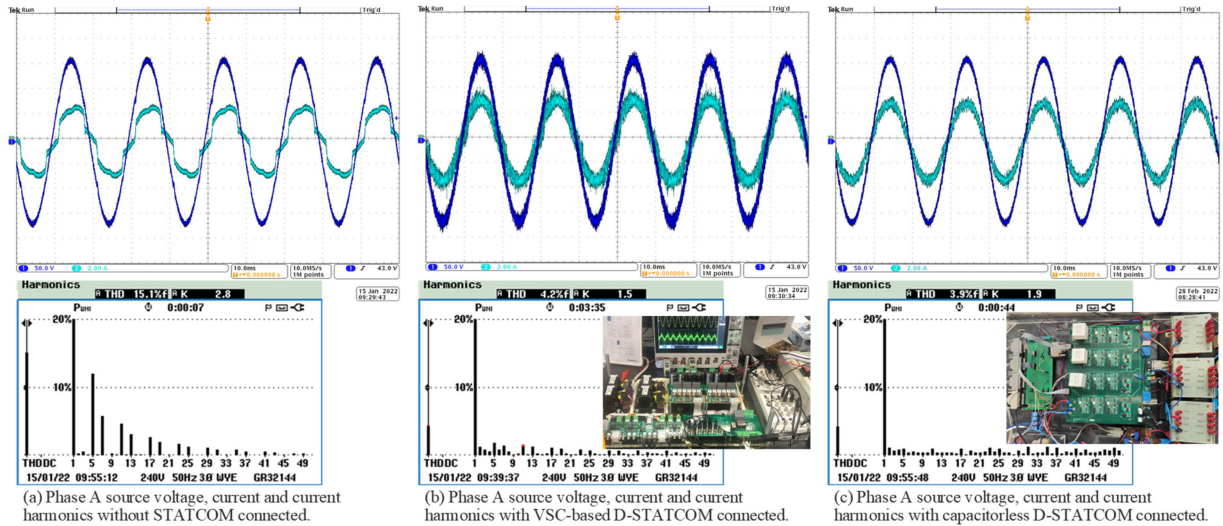 Tek Run
Trig'd
1 50.0 V
2 2.00 A
10.0ms
0.000000 s
10.0MS/s
1M points
1
43.0 V
15 Jan 2022
09:29:43
Harmonics
A THD 15.1%f A K 2.8
PUNI 0:00:07
20%
10%
THDDC 1 5 9 13 17 21 25 29 33 37 41 45 49
15/01/22 09:55:12 240V 50Hz 3Ø WYE GR32144
(a) Phase A source voltage, current and current
harmonics without STATCOM connected.
Tek Run
Trig'd
1 50.0 V
2 2.00 A
10.0ms
0.000000 s
10.0MS/s
1M points
1
43.0 V
15 Jan 2022
09:30:34
Harmonics
A THD 4.2%f A K 1.5
PUNI 0:03:35
20%
10%
THDDC 1 5 9 13 17 21 25 29 33 37 41 45 49
15/01/22 09:39:37 240V 50Hz 3Ø WYE GR32144
(b) Phase A source voltage, current and current
harmonics with VSC-based D-STATCOM connected.
Tek Run
Trig'd
1 50.0 V
2 2.00 A
10.0ms
0.000000 s
10.0MS/s
1M points
1
43.0 V
28 Feb 2022
08:28:41
Harmonics
A THD 3.9%f A K 1.9
PUNI 0:00:44
20%
10%
THDDC 1 5 9 13 17 21 25 29 33 37 41 45 49
15/01/22 09:55:48 240V 50Hz 3Ø WYE GR32144
(c) Phase A source voltage, current and current
harmonics with capacitorless D-STATCOM connected.